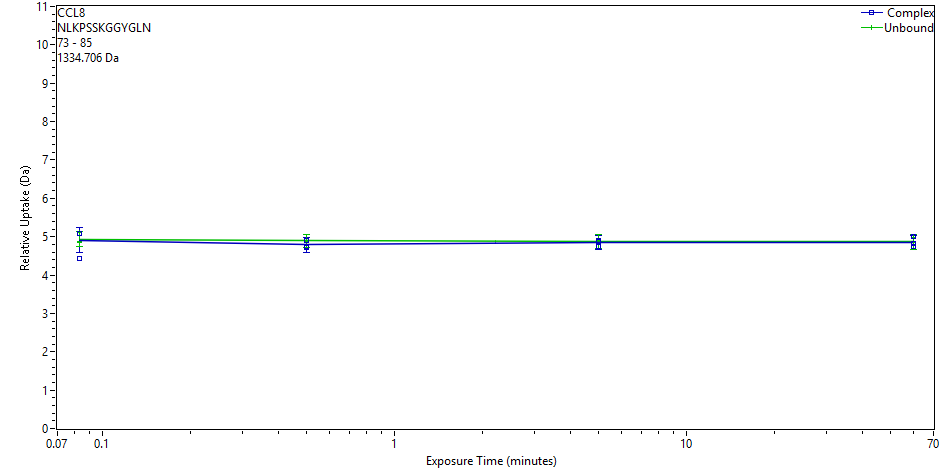 CCL8
NLKPSSKGGYGLN
73 - 85
1334.706 Da
Complex
Unbound
11
10
9
8
7
6
5
4
3
2
1
0
Relative Uptake (Da)
0.07
0.1
1
10
70
Exposure Time (minutes)